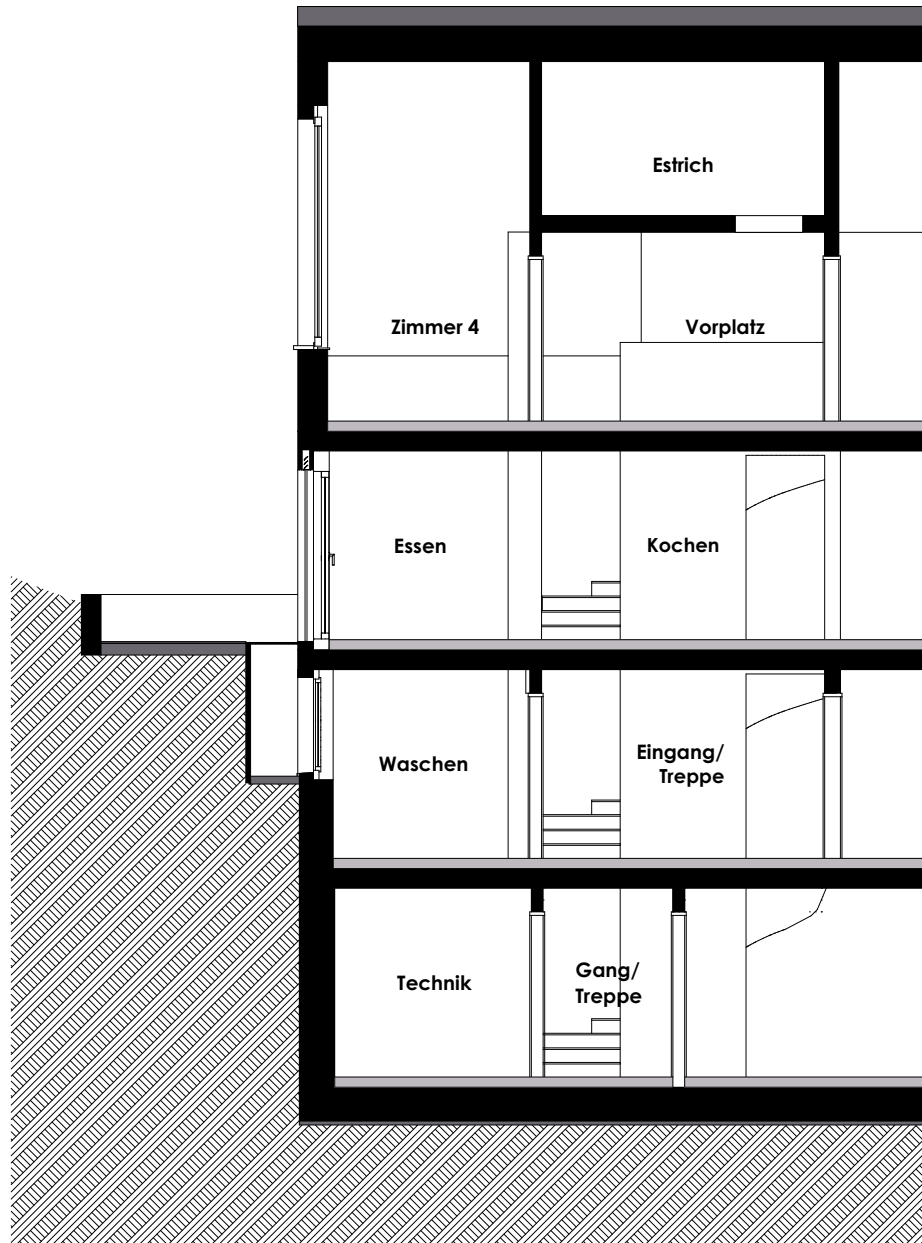 Estrich
Zimmer 4
Vorplatz
Essen
Kochen
Waschen
Eingang/
Treppe
Technik
Gang/
Treppe